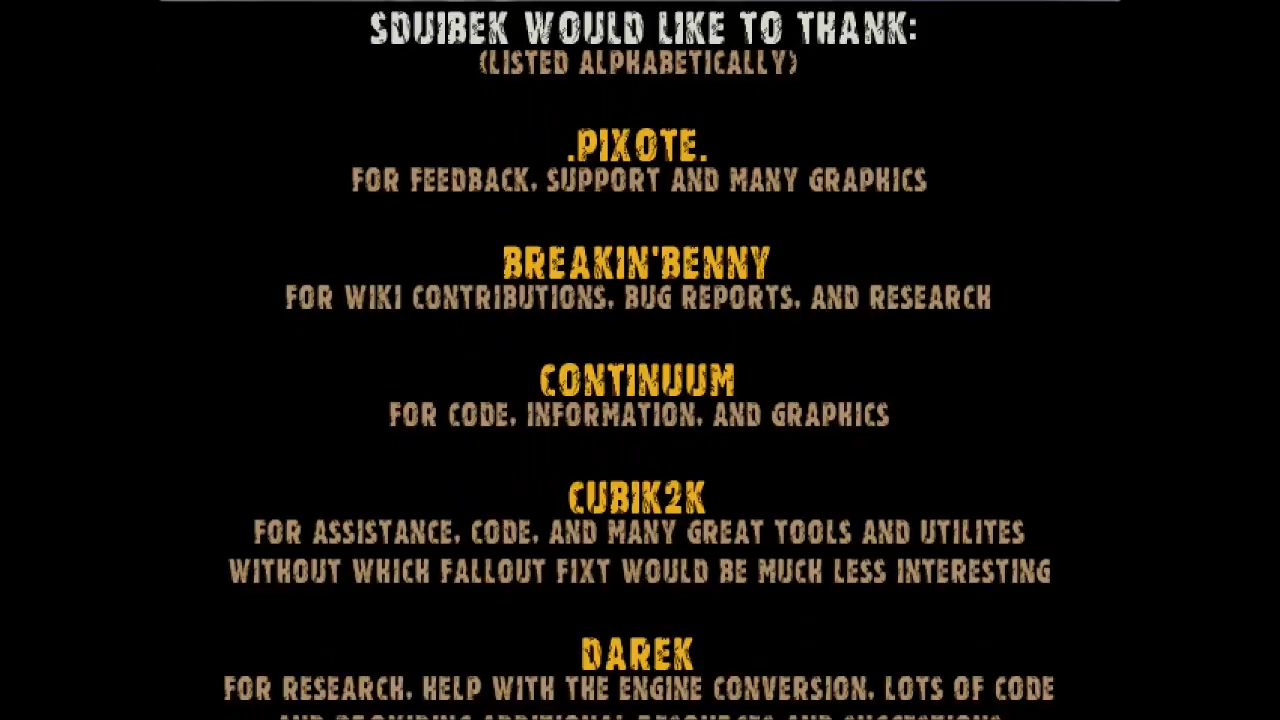 SDUIBEK WOULD LIKE TO THANK:
(LISTED ALPHABETICALLY)
.PIXOTE.
FOR FEEDBACK, SUPPORT AND MANY GRAPHICS
BREAKIN'BENNY
FOR WIKI CONTRIBUTIONS, BUG REPORTS, AND RESEARCH
CONTINUUM
FOR CODE, INFORMATION, AND GRAPHICS
CUBIK2K
FOR ASSISTANCE, CODE, AND MANY GREAT TOOLS AND UTILITES
WITHOUT WHICH FALLOUT FIXT WOULD BE MUCH LESS INTERESTING
DAREK
FOR RESEARCH, HELP WITH THE ENGINE CONVERSION, LOTS OF CODE